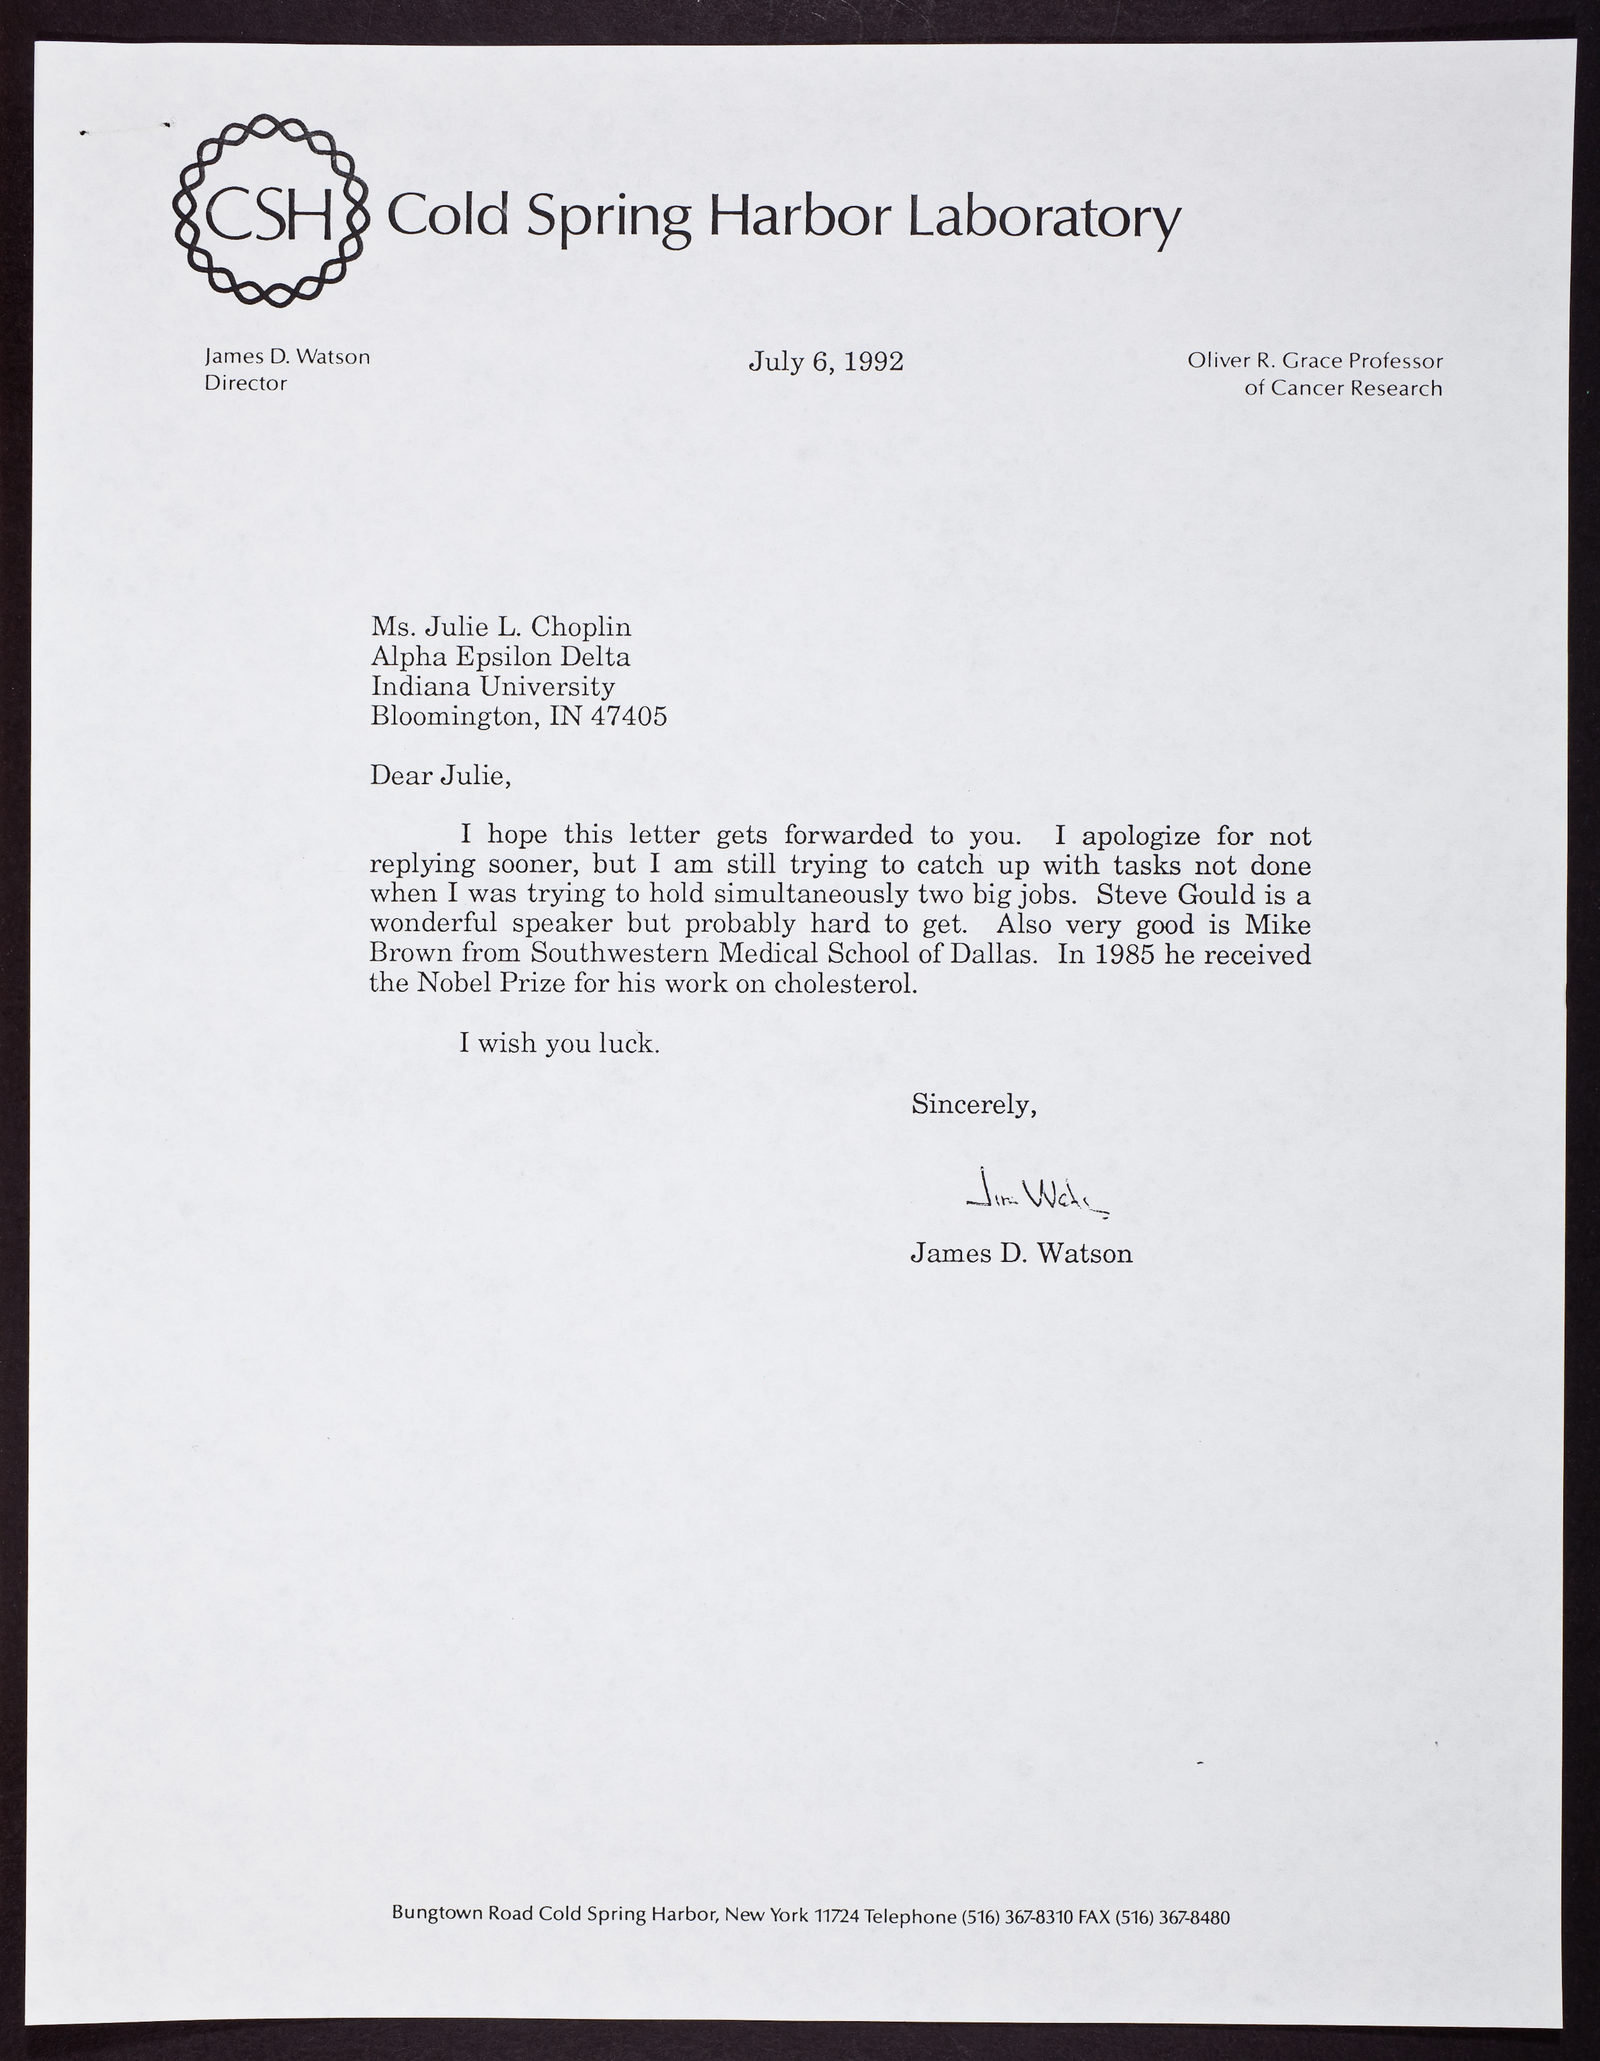 CSH Cold Spring Harbor Laboratory
James D. Watson
Director
July 6, 1992
Oliver R. Grace Professor
of Cancer Research
Ms. Julie L. Choplin
Alpha Epsilon Delta
Indiana University
Bloomington, IN 47405
Dear Julie,
I hope this letter gets forwarded to you. I apologize for not
replying sooner, but I am still trying to catch up with tasks not done
when I was trying to hold simultaneously two big jobs. Steve Gould is a
wonderful speaker but probably hard to get. Also very good is Mike
Brown from Southwestern Medical School of Dallas. In 1985 he received
the Nobel Prize for his work on cholesterol.
I wish you luck.
Sincerely,
Jim Watson
James D. Watson
Bungtown Road Cold Spring Harbor, New York 11724 Telephone (516) 367-8310 FAX (516) 367-8480